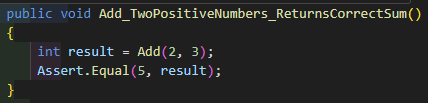 public void Add_TwoPositiveNumbers_ReturnsCorrectSum()
{
    int result = Add(2, 3);
    Assert.Equal(5, result);
}